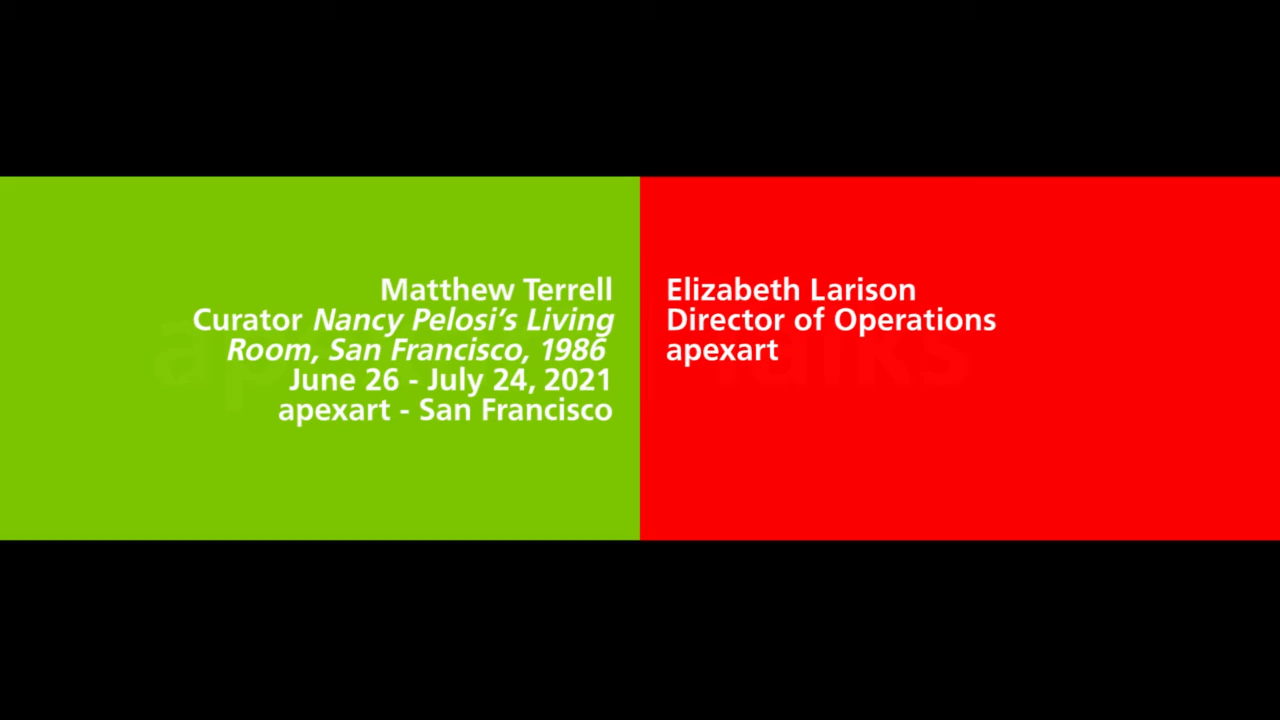 Matthew Terrell
Curator Nancy Pelosi's Living
Room, San Francisco, 1986
June 26 - July 24, 2021
apexart - San Francisco
Elizabeth Larison
Director of Operations
apexart